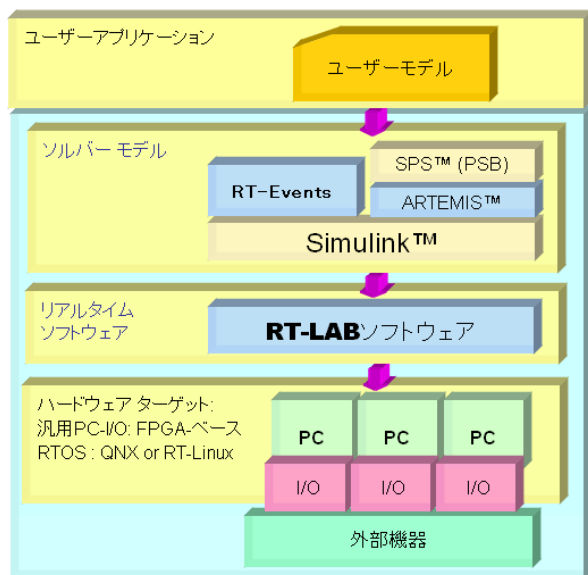 ユーザーアプリケーション
ユーザーモデル
ソルバー モデル
SPS™ (PSB)
RT-Events
ARTEMIS™
Simulink™
リアルタイム
ソフトウェア
RT-LABソフトウェア
ハードウェア ターゲット:
汎用PC-I/O: FPGA-ベース
RTOS : QNX or RT-Linux
PC
PC
PC
I/O
I/O
I/O
外部機器